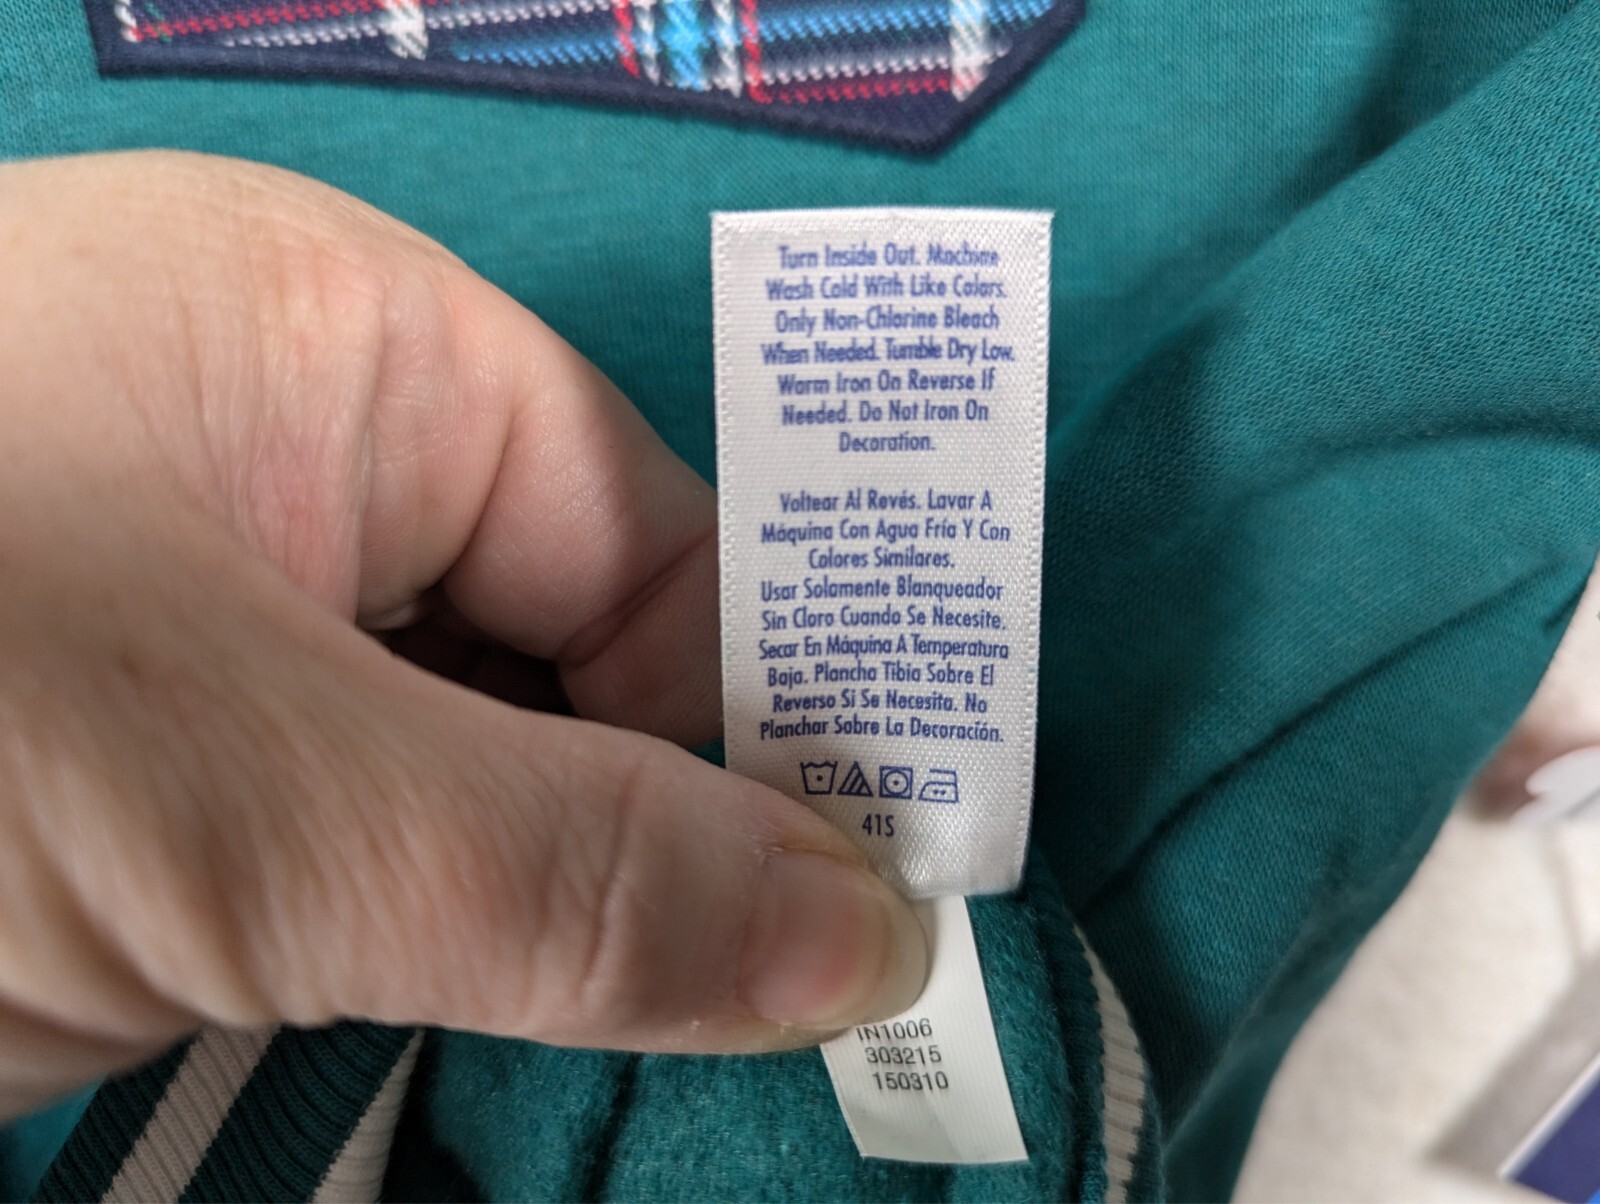 Turn Inside Out. Machine
Wash Cold With Like Colors.
Only Non-Chlorine Bleach
When Needed. Tumble Dry Low.
Warm Iron On Reverse If
Needed. Do Not Iron On
Decoration.
Voltear Al Revés. Lavar A
Máquina Con Agua Fría Y Con
Colores Similares.
Usar Solamente Blanqueador
Sin Cloro Cuando Se Necesite.
Secar En Máquina A Temperatura
Baja. Plancha Tibia Sobre El
Reverso Si Se Necesita. No
Planchar Sobre La Decoración.
41S
IN1006
303215
150310